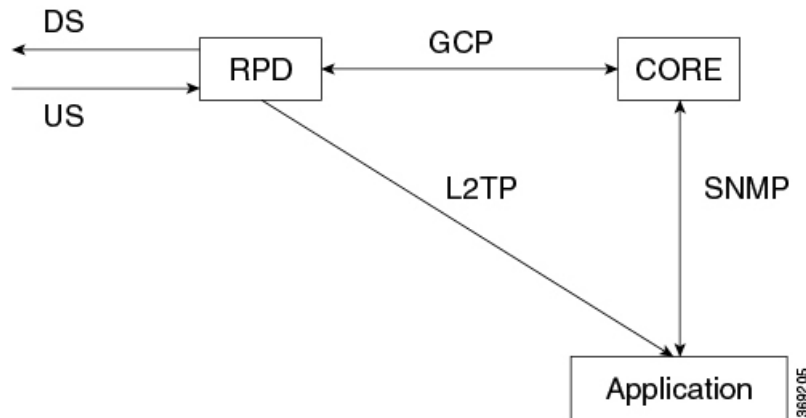 DS
GCP
RPD
CORE
US
L2TP
SNMP
Application
369205